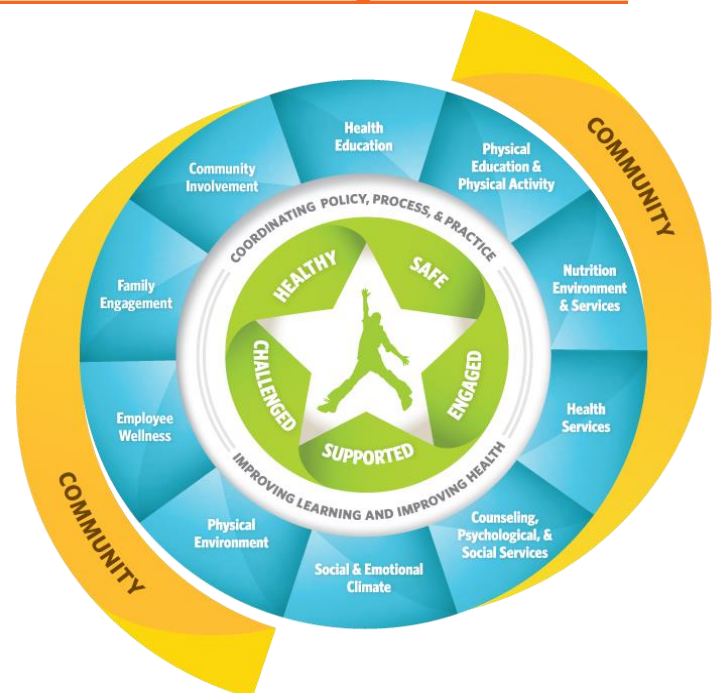 Health
Education
Physical
Education &
Physical Activity
Nutrition
Environment
& Services
Health
Services
Counseling,
Psychological, &
Social Services
Social & Emotional
Climate
Physical
Environment
Employee
Wellness
Family
Engagement
Community
Involvement
COMMUNITY
COMMUNITY
COORDINATING POLICY, PROCESS, & PRACTICE
IMPROVING LEARNING AND IMPROVING HEALTH
HEALTHY
SAFE
ENGAGED
SUPPORTED
CHALLENGED